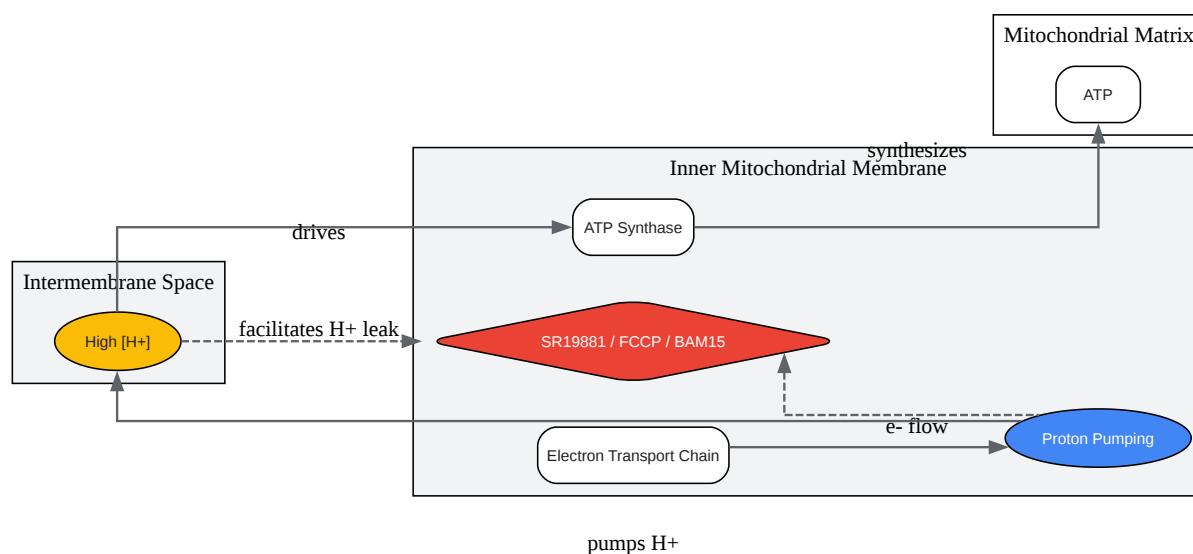 Mitochondrial Matrix
ATP
synthesizes
Inner Mitochondrial Membrane
ATP Synthase
drives
Intermembrane Space
High [H+]
facilitates H+ leak
SR19881 / FCCP / BAM15
e- flow
Proton Pumping
Electron Transport Chain
pumps H+